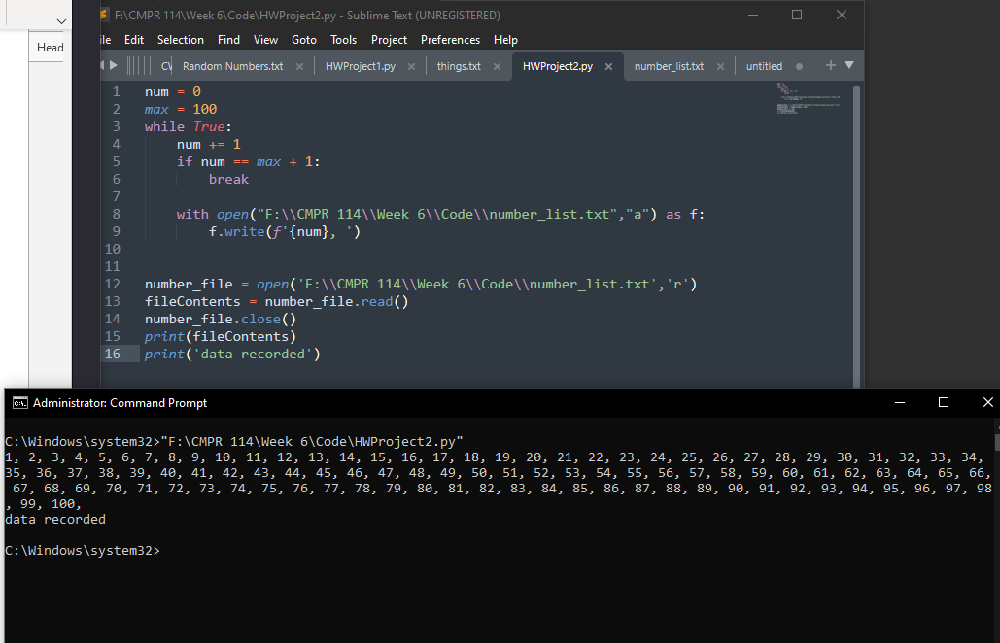 F:\CMPR 114\Week 6\Code\HWProject2.py - Sublime Text (UNREGISTERED)
ile Edit Selection Find View Goto Tools Project Preferences Help
Head
Random Numbers.txt × HWProject1.py × things.txt × HWProject2.py × number_list.txt × untitled
1 num = 0
2 max = 100
3 while True:
4 num += 1
5 if num == max + 1:
6 break
7
8 with open("F:\\CMPR 114\\Week 6\\Code\\number_list.txt","a") as f:
9 f.write(f'{num}, ')
10
11
12 number_file = open('F:\\CMPR 114\\Week 6\\Code\\number_list.txt','r')
13 fileContents = number_file.read()
14 number_file.close()
15 print(fileContents)
16 print('data recorded')
Administrator: Command Prompt
C:\Windows\system32>"F:\CMPR 114\Week 6\Code\HWProject2.py"
1, 2, 3, 4, 5, 6, 7, 8, 9, 10, 11, 12, 13, 14, 15, 16, 17, 18, 19, 20, 21, 22, 23, 24, 25, 26, 27, 28, 29, 30, 31, 32, 33, 34,
35, 36, 37, 38, 39, 40, 41, 42, 43, 44, 45, 46, 47, 48, 49, 50, 51, 52, 53, 54, 55, 56, 57, 58, 59, 60, 61, 62, 63, 64, 65, 66,
67, 68, 69, 70, 71, 72, 73, 74, 75, 76, 77, 78, 79, 80, 81, 82, 83, 84, 85, 86, 87, 88, 89, 90, 91, 92, 93, 94, 95, 96, 97, 98
, 99, 100,
data recorded
C:\Windows\system32>